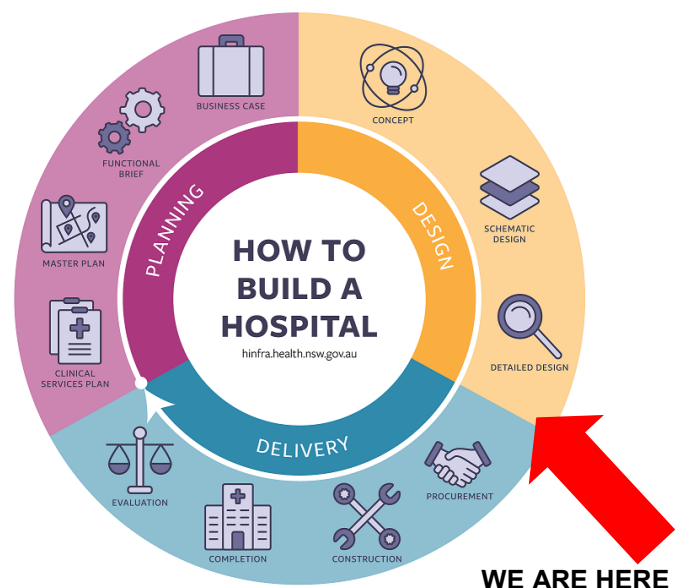 HOW TO
BUILD A
HOSPITAL
hinfra.health.nsw.gov.au
PLANNING
CLINICAL
SERVICES PLAN
MASTER PLAN
FUNCTIONAL
BRIEF
BUSINESS CASE
DESIGN
CONCEPT
SCHEMATIC
DESIGN
DETAILED DESIGN
DELIVERY
PROCUREMENT
CONSTRUCTION
COMPLETION
EVALUATION
WE ARE HERE